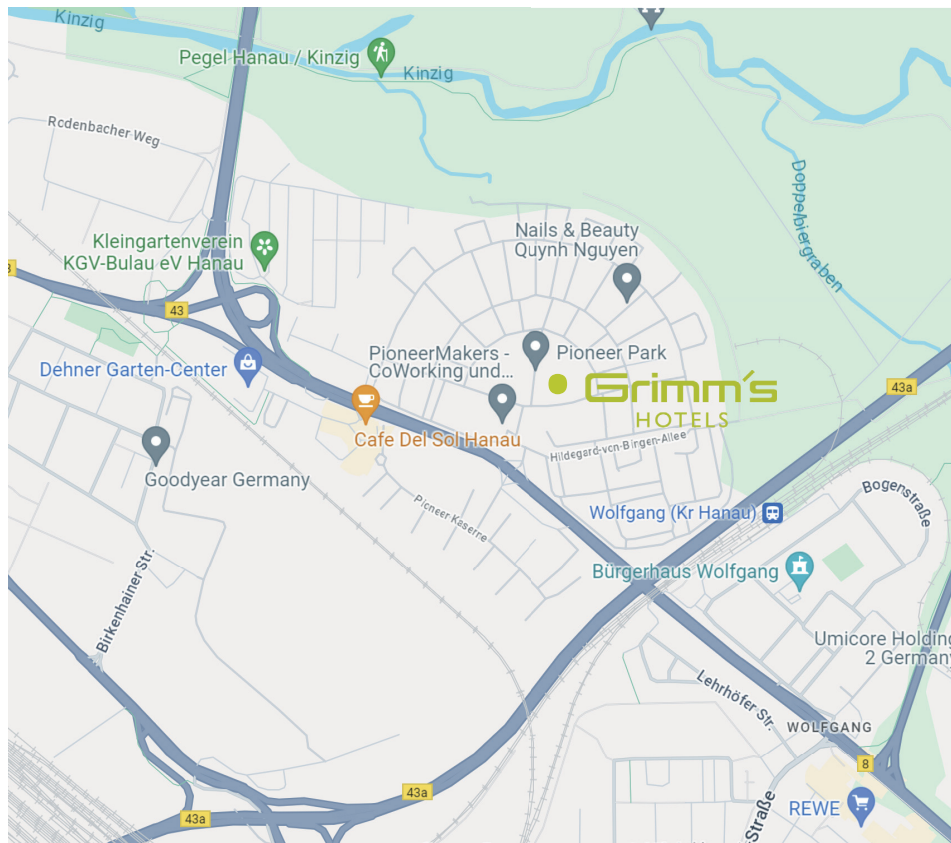 Kinzig
Pegel Hanau / Kinzig
Kinzig
Rodenbacher Weg
Doppelbiergraben
Nails & Beauty
Quynh Nguyen
Kleingartenverein
KGV-Bulau eV Hanau
8
43
PioneerMakers -
CoWorking und...
Pioneer Park
Dehner Garten-Center
Grimm's
HOTELS
43a
Cafe Del Sol Hanau
Hildegard-von-Bingen-Allee
Goodyear Germany
Pioneer Kaserne
Bogenstraße
Wolfgang (Kr Hanau)
Bürgerhaus Wolfgang
Birkenhainer Str.
Umicore Holding
2 Germany
Lehrhöfer Str.
WOLFGANG
8
43a
43a
-Straße
REWE